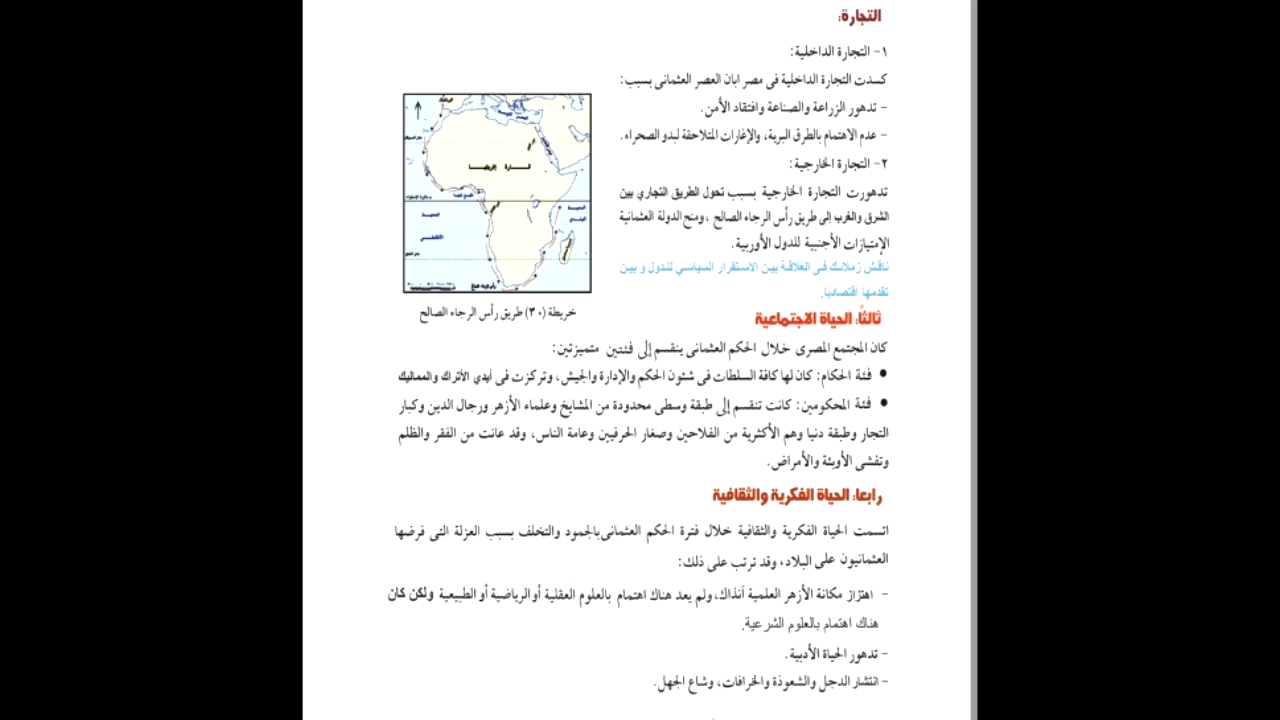 التجارة:
١- التجارة الداخلية:
كسدت التجارة الداخلية فى مصر ابان العصر العثمانى بسبب:
- تدهور الزراعة والصناعة وافتقاد الأمن.
- عدم الاهتمام بالطرق البرية، والإغارات المتلاحقة لبدو الصحراء.
٢- التجارة الخارجية:
تدهورت التجارة الخارجية بسبب تحول الطريق التجاري بين
الشرق والغرب إلى طريق رأس الرجاء الصالح ، ومنح الدولة العثمانية
الإمتيازات الأجنبية للدول الأوربية.
ناقش زملائك فى العلاقة بين الاستقرار السياسي للدول و بين
تقدمها اقتصاديا.
قارة إفريقيا
خريطة (٣٠) طريق رأس الرجاء الصالح
ثالثاً: الحياة الاجتماعية
كان المجتمع المصرى خلال الحكم العثمانى ينقسم إلى فئتين متميزتين:
● فئة الحكام: كان لها كافة السلطات فى شئون الحكم والإدارة والجيش، وتركزت فى أيدي الأتراك والمماليك
● فئة المحكومين: كانت تنقسم إلى طبقة وسطى محدودة من المشايخ وعلماء الأزهر ورجال الدين وكبار
التجار وطبقة دنيا وهم الأكثرية من الفلاحين وصغار الحرفيين وعامة الناس، وقد عانت من الفقر والظلم
وتفشى الأوبئة والأمراض.
رابعا: الحياة الفكرية والثقافية
اتسمت الحياة الفكرية والثقافية خلال فترة الحكم العثمانى بالجمود والتخلف بسبب العزلة التى فرضها
العثمانيون على البلاد، وقد ترتب على ذلك:
- اهتزاز مكانة الأزهر العلمية آنذاك، ولم يعد هناك اهتمام بالعلوم العقلية أو الرياضية أو الطبيعية ولكن كان
هناك اهتمام بالعلوم الشرعية.
- تدهور الحياة الأدبية.
- انتشار الدجل والشعوذة والخرافات، وشاع الجهل.